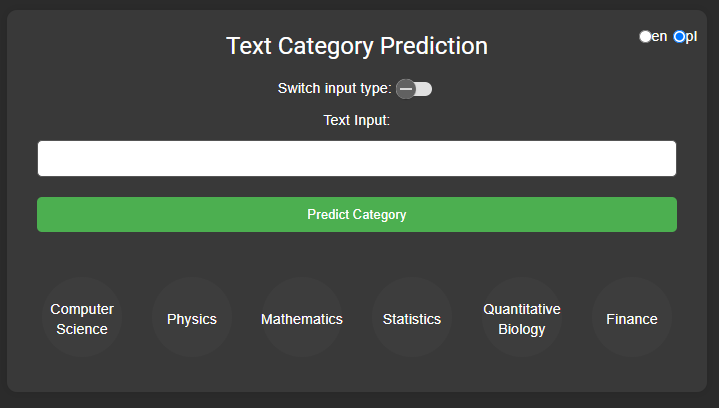 Text Category Prediction
en pl
Switch input type:
Text Input:
Predict Category
Computer
Science
Physics
Mathematics
Statistics
Quantitative
Biology
Finance